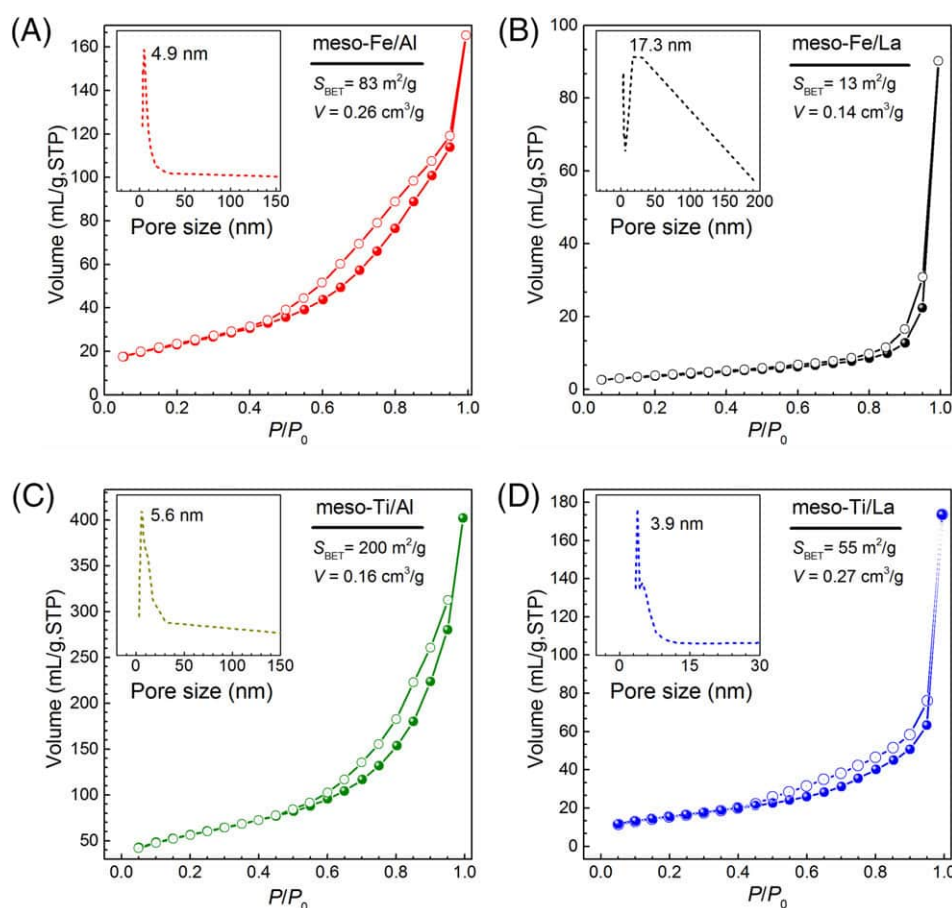 (A)
160
140
120
100
80
60
40
20
0
Volume (mL/g,STP)
4.9 nm
0 50 100 150
Pore size (nm)
meso-Fe/Al
S_BET = 83 m²/g
V = 0.26 cm³/g
0.0 0.2 0.4 0.6 0.8 1.0
P/P₀
(B)
100
80
60
40
20
0
Volume (mL/g,STP)
17.3 nm
0 50 100 150 200
Pore size (nm)
meso-Fe/La
S_BET = 13 m²/g
V = 0.14 cm³/g
0.0 0.2 0.4 0.6 0.8 1.0
P/P₀
(C)
400
350
300
250
200
150
100
50
Volume (mL/g,STP)
5.6 nm
0 50 100 150
Pore size (nm)
meso-Ti/Al
S_BET = 200 m²/g
V = 0.16 cm³/g
0.0 0.2 0.4 0.6 0.8 1.0
P/P₀
(D)
180
160
140
120
100
80
60
40
20
0
Volume (mL/g,STP)
3.9 nm
0 15 30
Pore size (nm)
meso-Ti/La
S_BET = 55 m²/g
V = 0.27 cm³/g
0.0 0.2 0.4 0.6 0.8 1.0
P/P₀